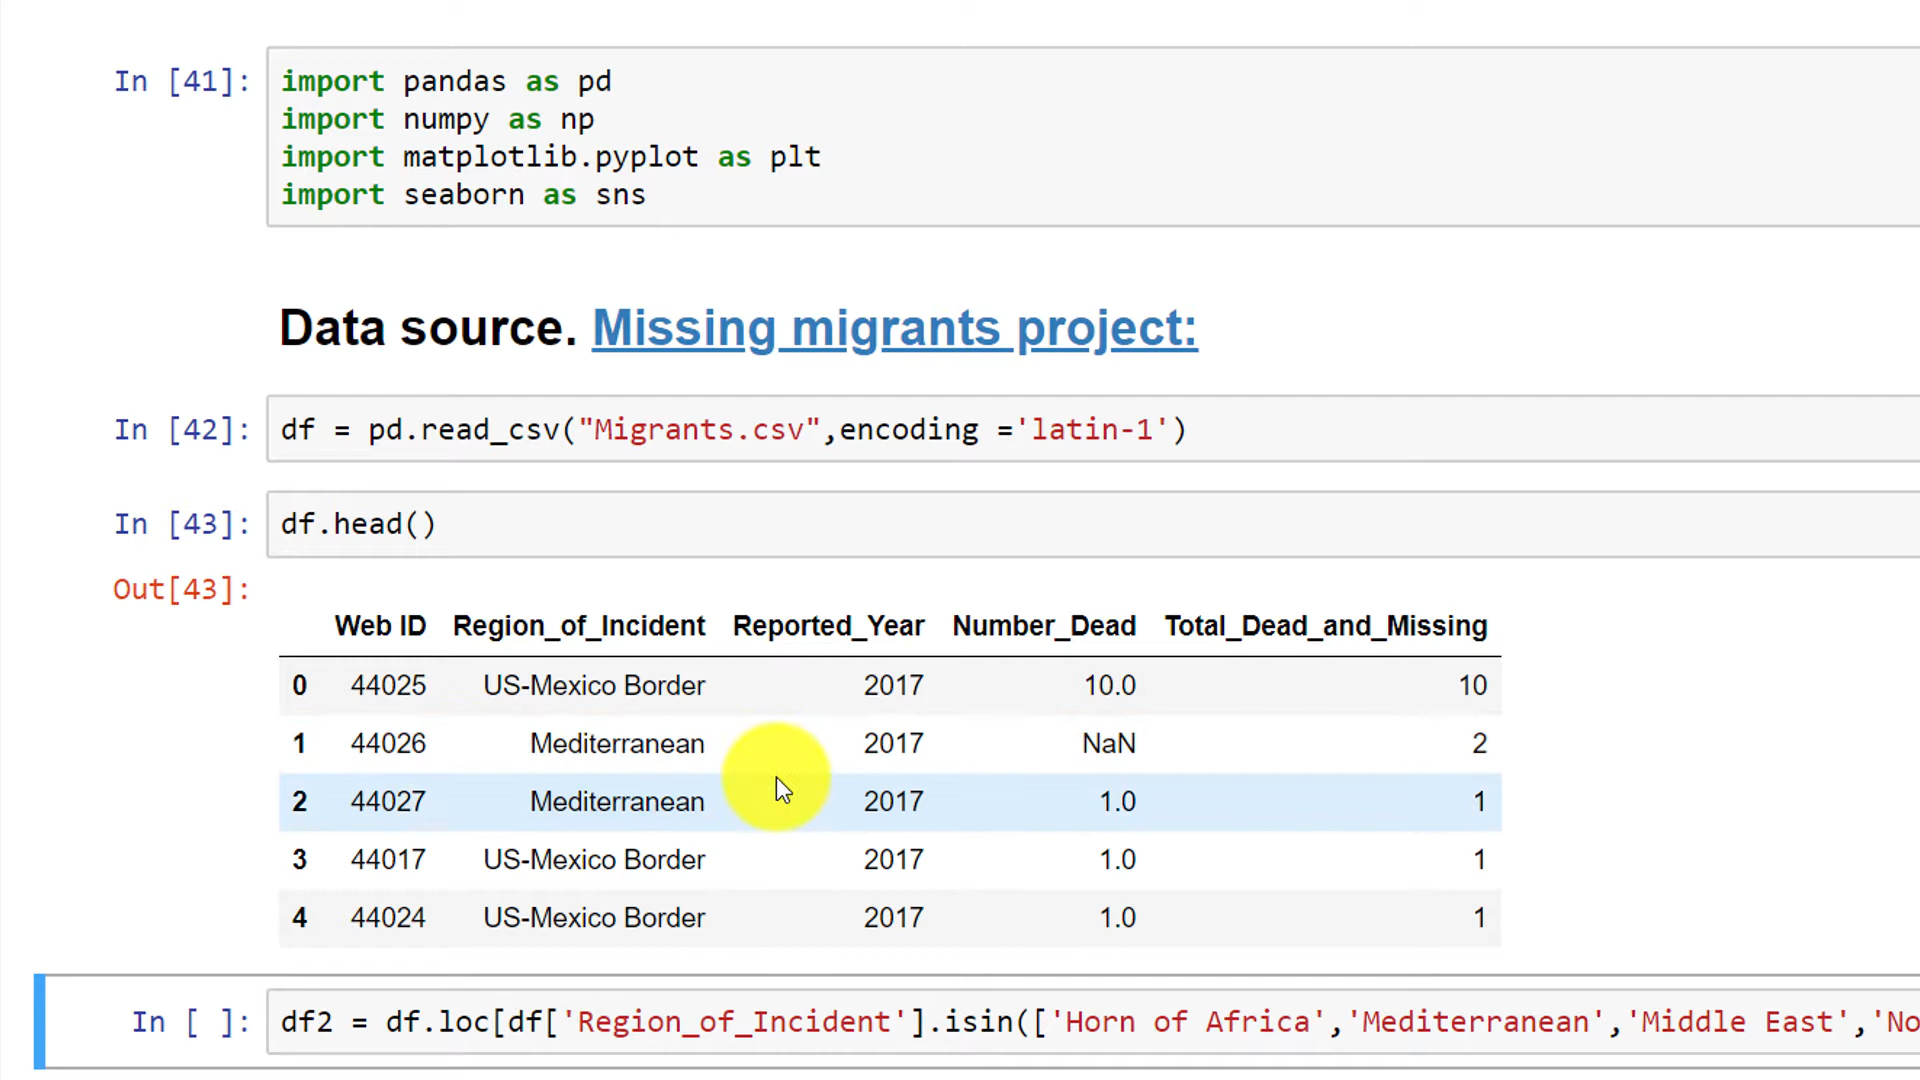 In [41]: import pandas as pd
import numpy as np
import matplotlib.pyplot as plt
import seaborn as sns
Data source. Missing migrants project:
In [42]: df = pd.read_csv("Migrants.csv",encoding ='latin-1')
In [43]: df.head()
Out[43]:
Web ID Region_of_Incident Reported_Year Number_Dead Total_Dead_and_Missing
0 44025 US-Mexico Border 2017 10.0 10
1 44026 Mediterranean 2017 NaN 2
2 44027 Mediterranean 2017 1.0 1
3 44017 US-Mexico Border 2017 1.0 1
4 44024 US-Mexico Border 2017 1.0 1
In [ ]: df2 = df.loc[df['Region_of_Incident'].isin(['Horn of Africa','Mediterranean','Middle East','No